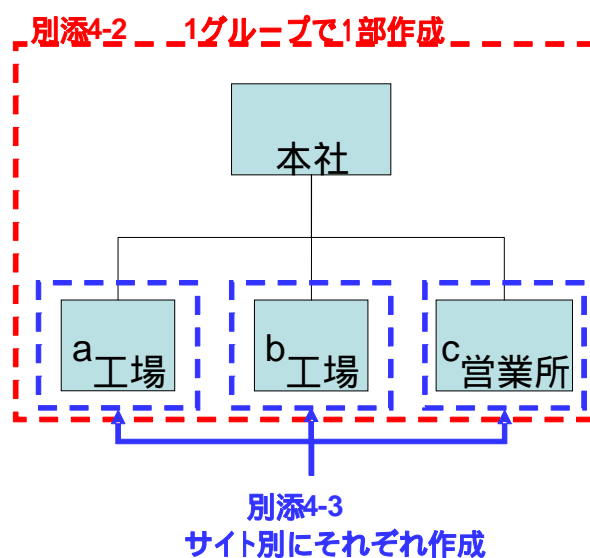 別添4-2 1グループで1部作成
本社
a工場
b工場
c営業所
別添4-3
サイト別にそれぞれ作成